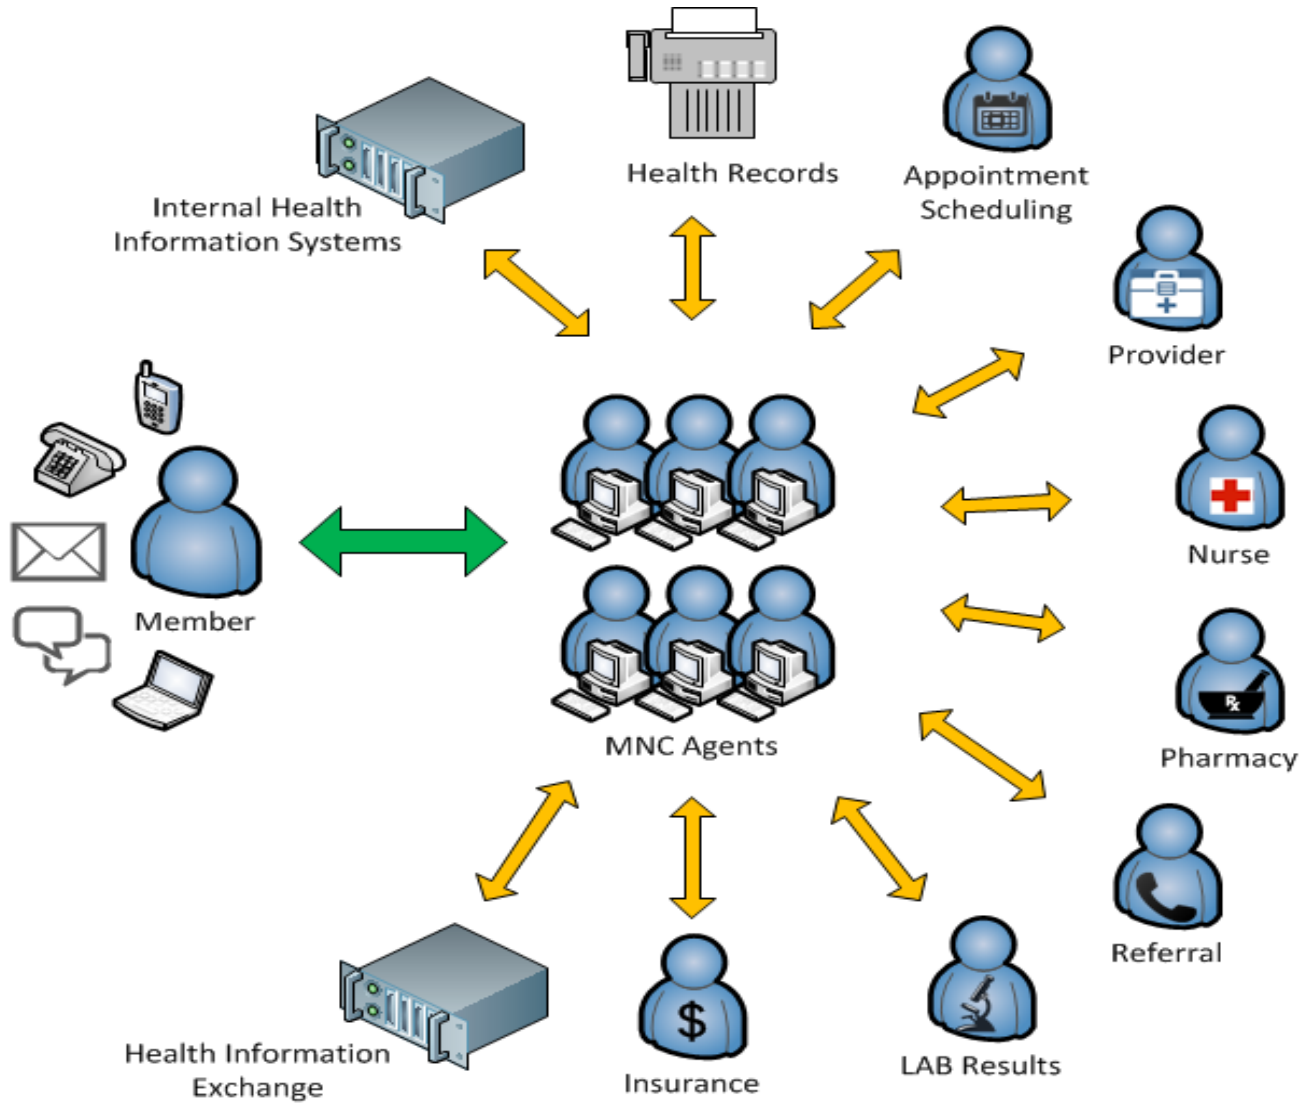 Health Records
Appointment
Scheduling
Internal Health
Information Systems
Provider
Nurse
Member
MNC Agents
Rx
Pharmacy
Referral
$
Health Information
Exchange
Insurance
LAB Results